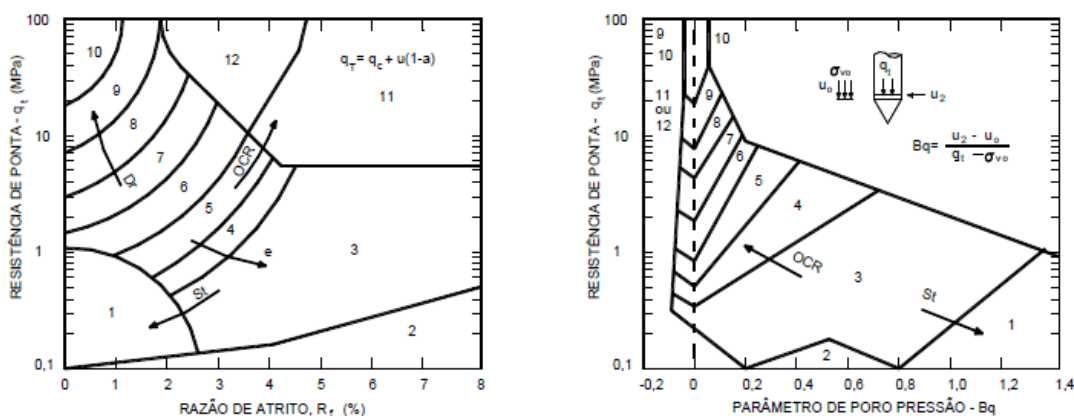 RESISTÊNCIA DE PONTA - qt (MPa)
100
10
1
0,1
10
9
8
7
6
5
4
3
2
1
12
11
qT = qc + u(1-a)
Dr
OCR
e
St
0 1 2 3 4 5 6 7 8
RAZÃO DE ATRITO, Rf (%)
RESISTÊNCIA DE PONTA - qt (MPa)
100
10
1
0,1
9
10
11
ou
12
10
9
8
7
6
5
4
3
2
1
σvo
uo
qt
u2
Bq= u2 - uo
qt - σvo
OCR
St
-0,2 0 0,2 0,4 0,6 0,8 1,0 1,2 1,4
PARÂMETRO DE PORO PRESSÃO - Bq